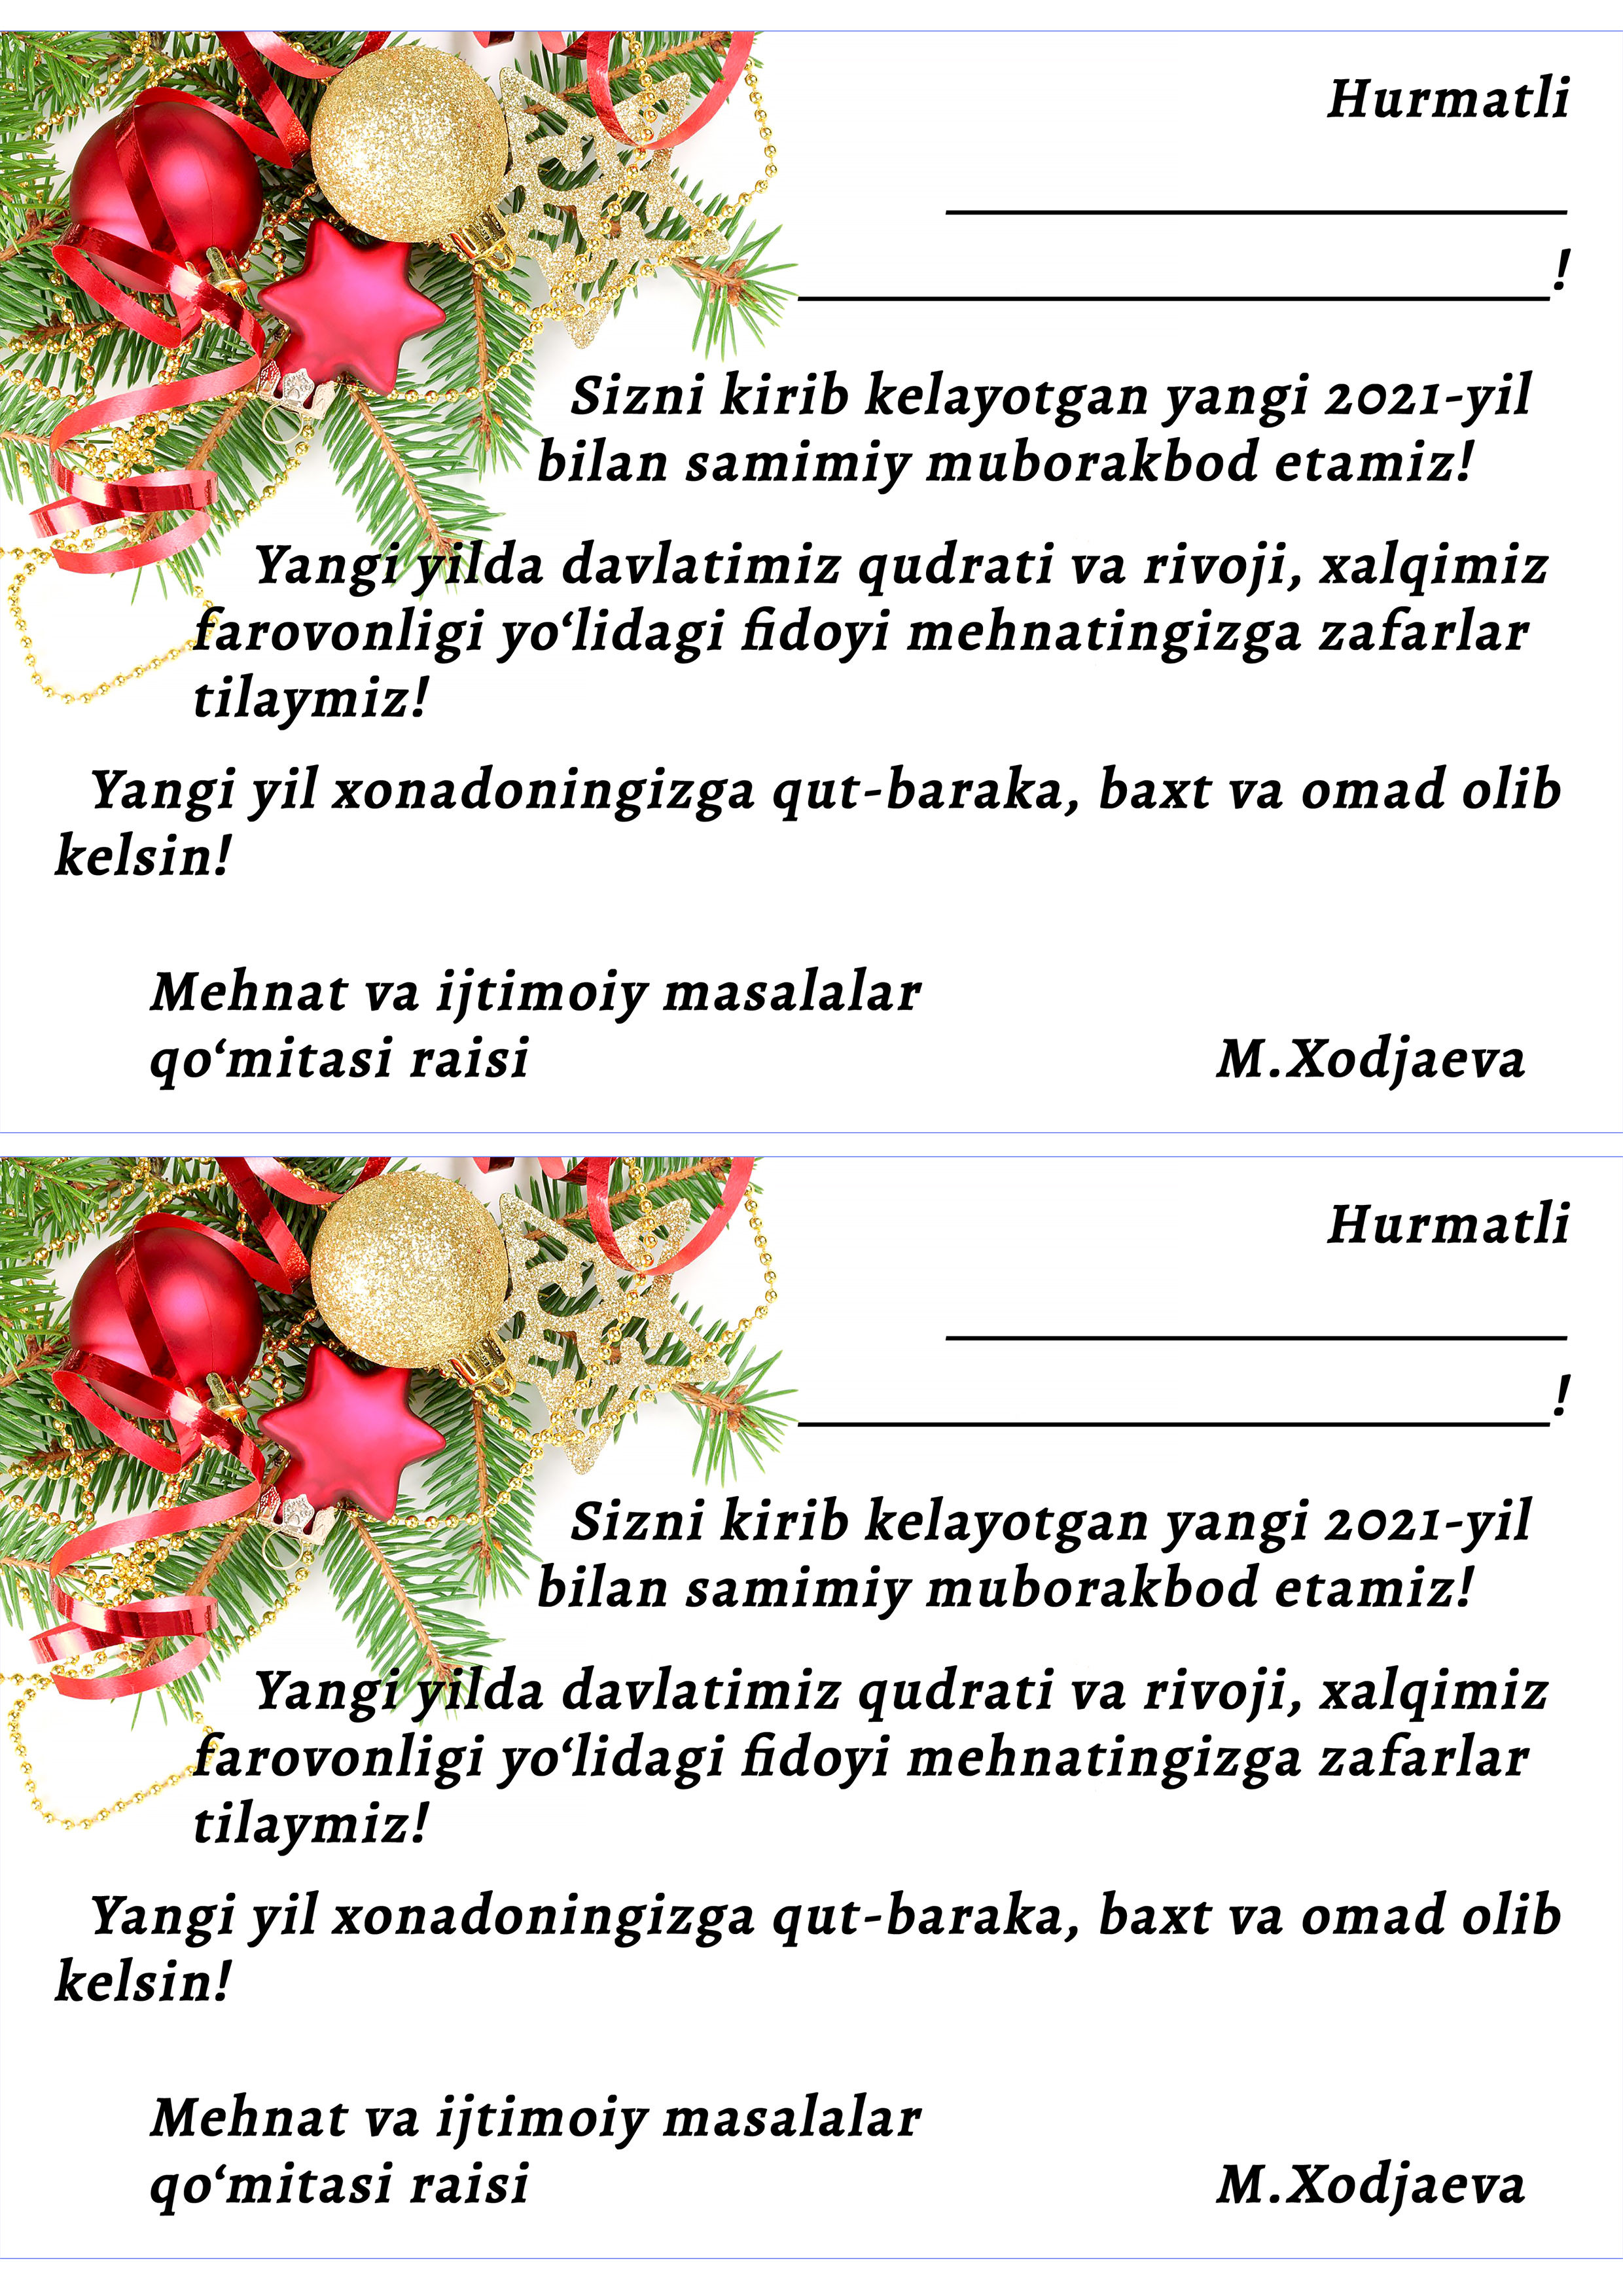 Hurmatli
!
Sizni kirib kelayotgan yangi 2021-yil
bilan samimiy muborakbod etamiz!
Yangi yilda davlatimiz qudrati va rivoji, xalqimiz
farovonligi yo‘lidagi fidoyi mehnatingizga zafarlar
tilaymiz!
Yangi yil xonadoningizga qut-baraka, baxt va omad olib
kelsin!
Mehnat va ijtimoiy masalalar
qo‘mitasi raisi M.Xodjaeva
Hurmatli
!
Sizni kirib kelayotgan yangi 2021-yil
bilan samimiy muborakbod etamiz!
Yangi yilda davlatimiz qudrati va rivoji, xalqimiz
farovonligi yo‘lidagi fidoyi mehnatingizga zafarlar
tilaymiz!
Yangi yil xonadoningizga qut-baraka, baxt va omad olib
kelsin!
Mehnat va ijtimoiy masalalar
qo‘mitasi raisi M.Xodjaeva